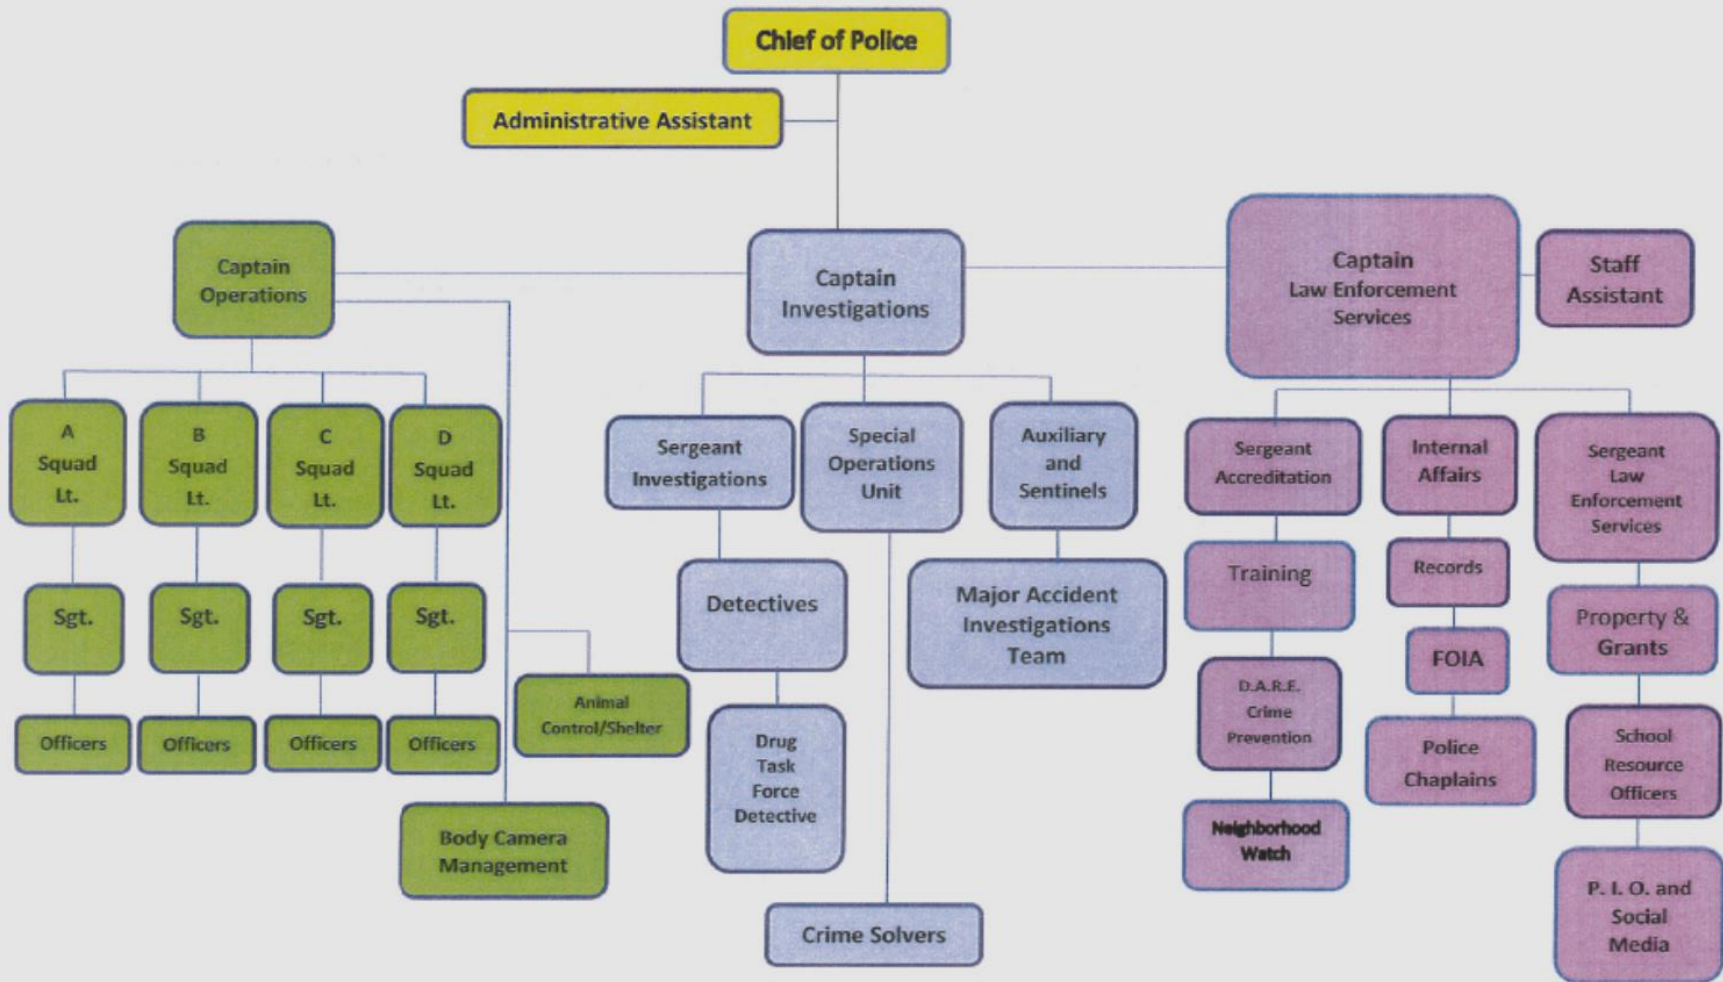 Chief of Police
Administrative Assistant
Captain
Operations
Captain
Investigations
Captain
Law Enforcement
Services
Staff
Assistant
A
Squad
Lt.
B
Squad
Lt.
C
Squad
Lt.
D
Squad
Lt.
Sergeant
Investigations
Special
Operations
Unit
Auxiliary
and
Sentinels
Sergeant
Accreditation
Internal
Affairs
Sergeant
Law
Enforcement
Services
Sgt.
Sgt.
Sgt.
Sgt.
Detectives
Major Accident
Investigations
Team
Training
Records
Property &
Grants
FOIA
Officers
Officers
Officers
Officers
Animal
Control/Shelter
Drug
Task
Force
Detective
D.A.R.E.
Crime
Prevention
Police
Chaplains
School
Resource
Officers
Body Camera
Management
Neighborhood
Watch
Crime Solvers
P. I. O. and
Social
Media